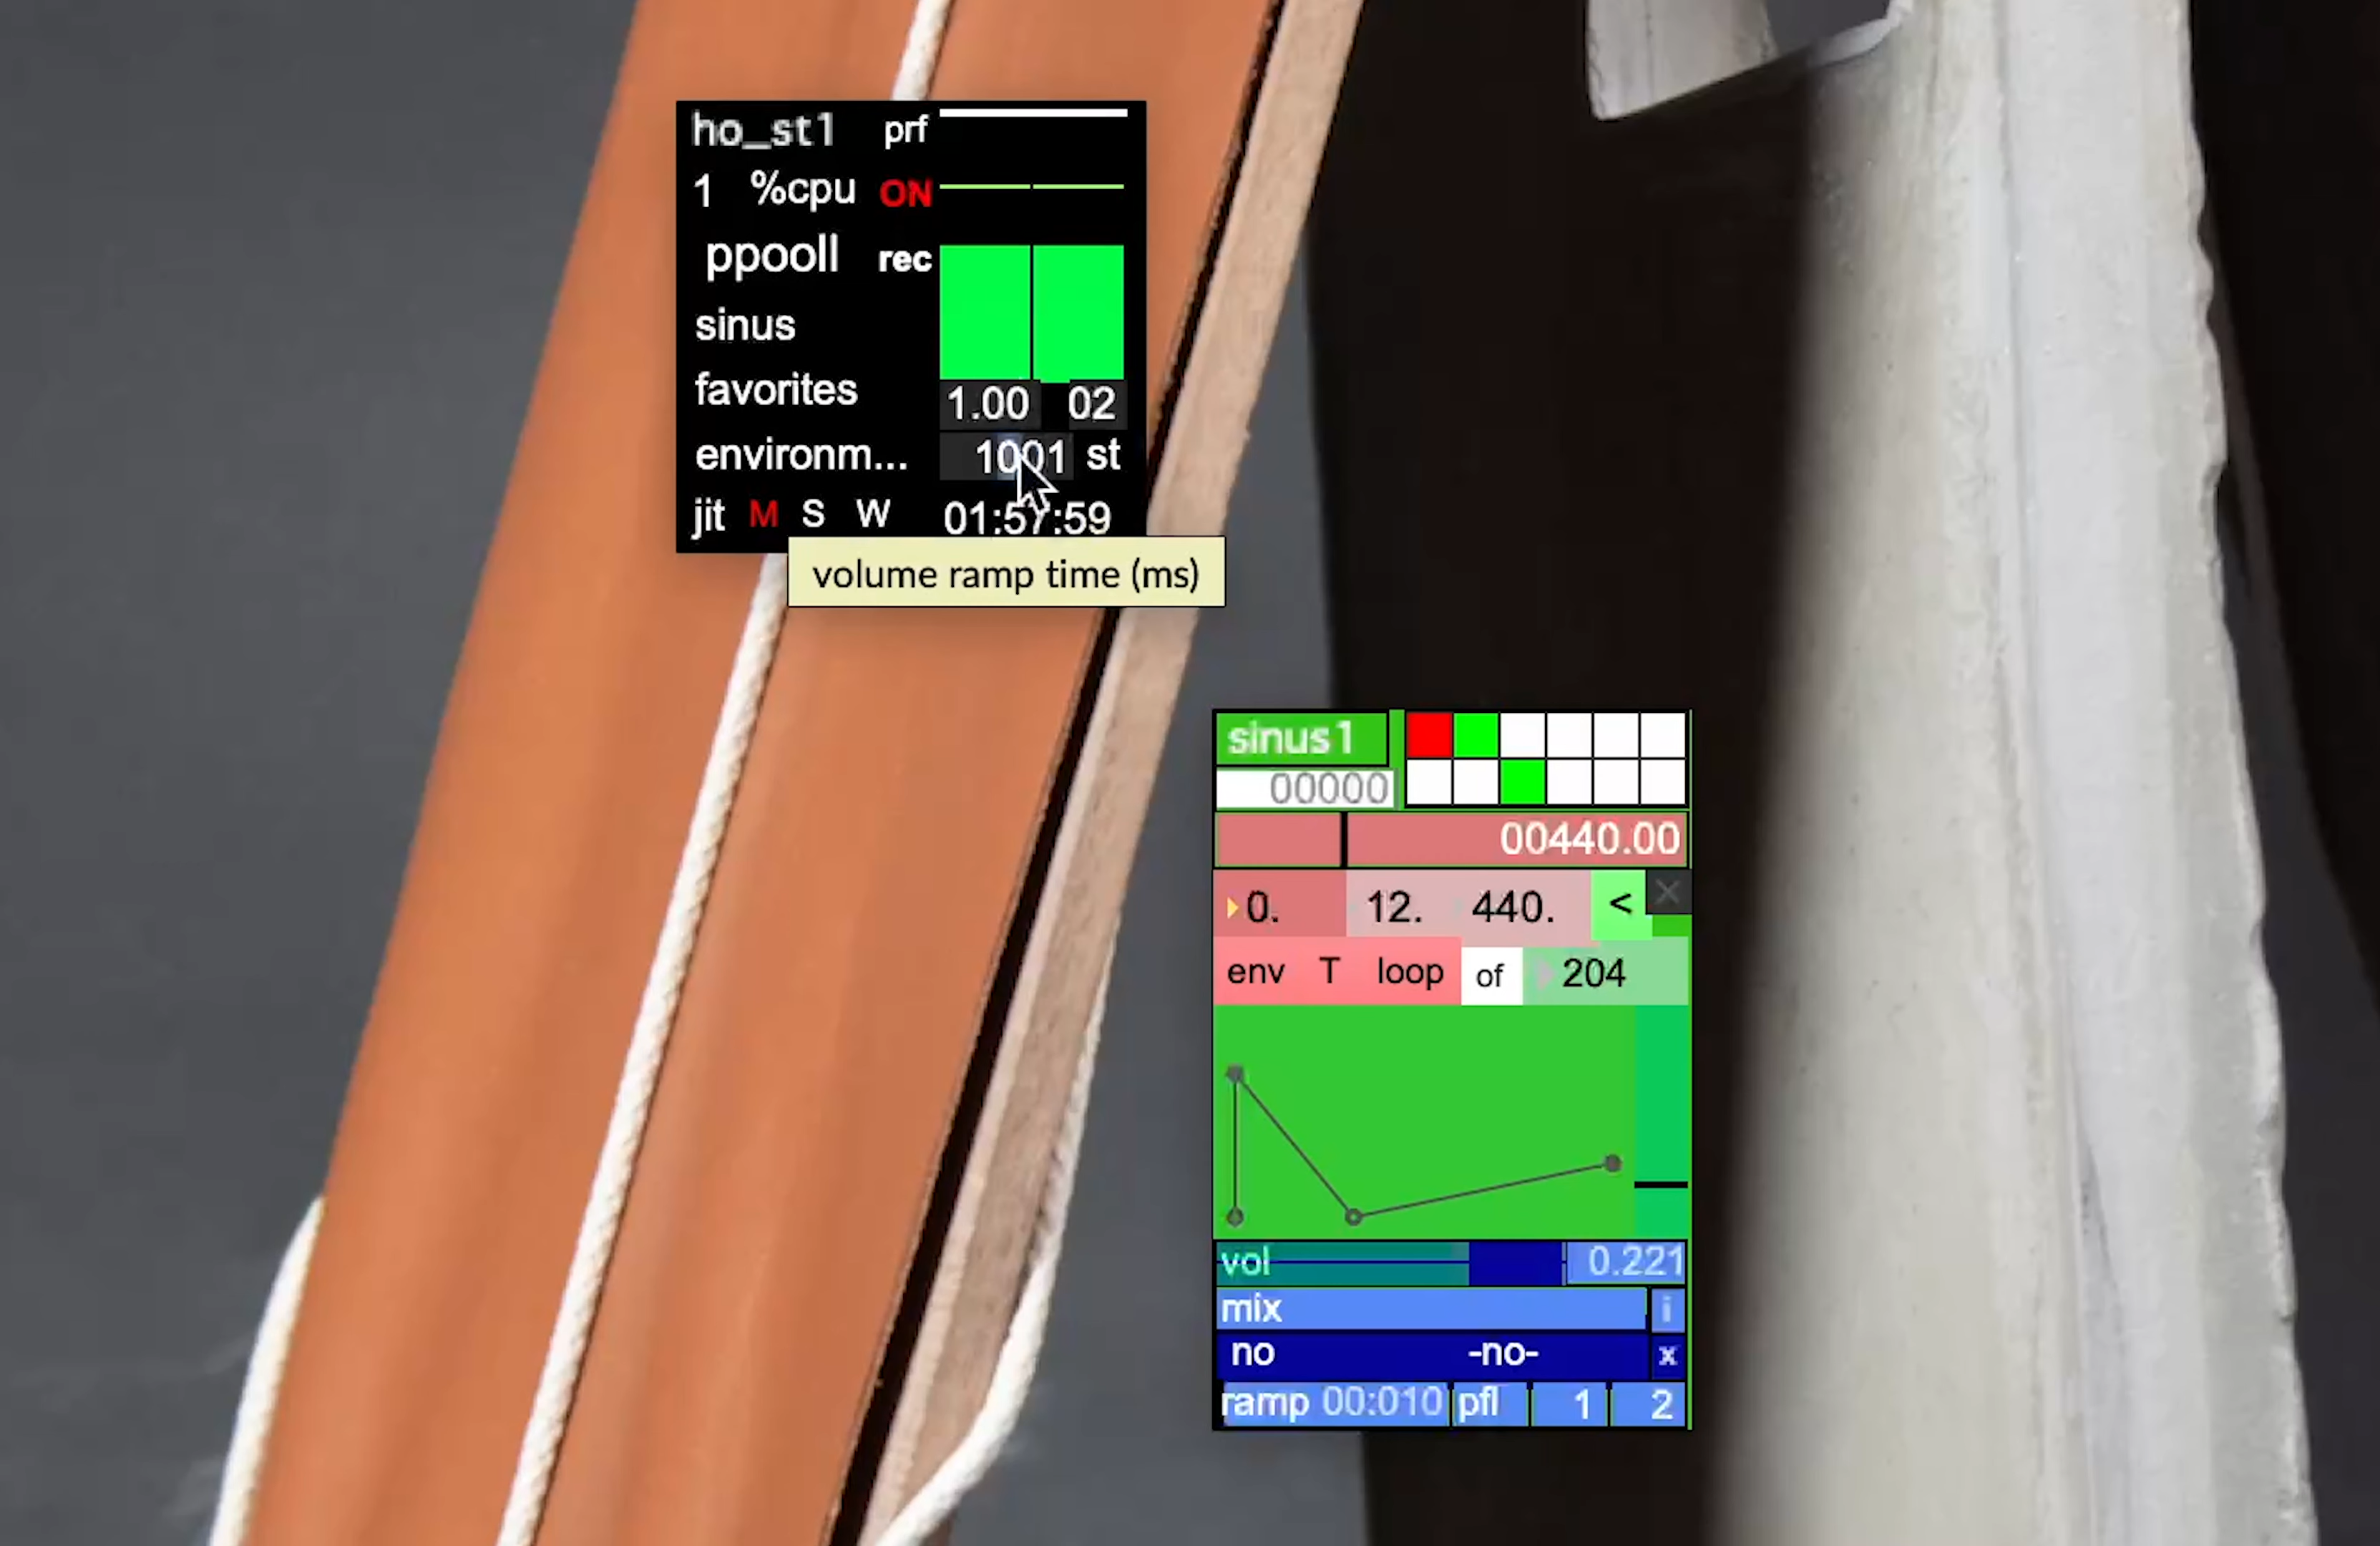 ho_st1 prf
1 %cpu ON
ppooll rec
sinus
favorites 1.00 02
environm... 1001 st
jit M S W 01:57:59
volume ramp time (ms)
sinus1
00000
00440.00
0. 12. 440. <
env T loop of 204
vol 0.221
mix i
no -no- x
ramp 00:010 pfl 1 2